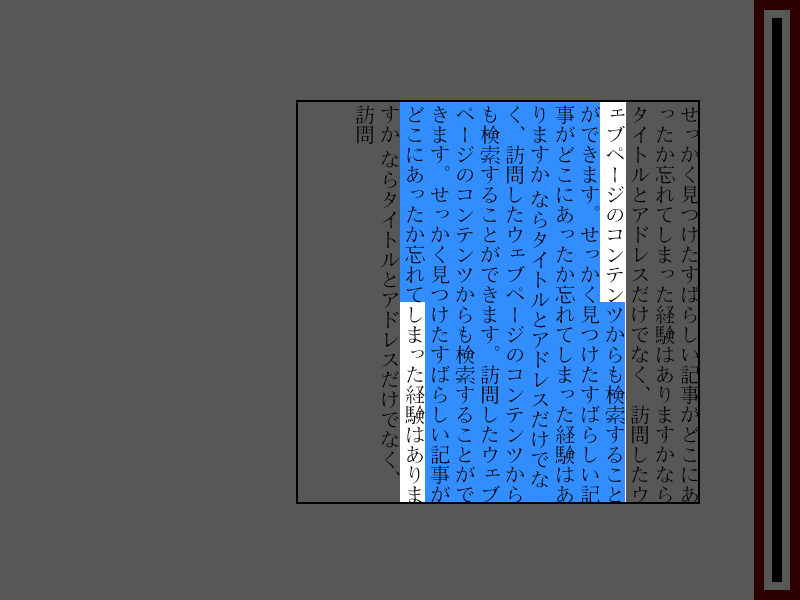 せっかく見つけたすばらしい記事がどこにあ
ったか忘れてしまった経験はありますかなら
タイトルとアドレスだけでなく、訪問したウ
ェブページのコンテンツからも検索すること
ができます。せっかく見つけたすばらしい記
事がどこにあったか忘れてしまった経験はあ
りますか ならタイトルとアドレスだけでな
く、訪問したウェブページのコンテンツから
も検索することができます。訪問したウェブ
ページのコンテンツからも検索することがで
きます。せっかく見つけたすばらしい記事が
どこにあったか忘れてしまった経験はありま
すか ならタイトルとアドレスだけでなく、
訪問